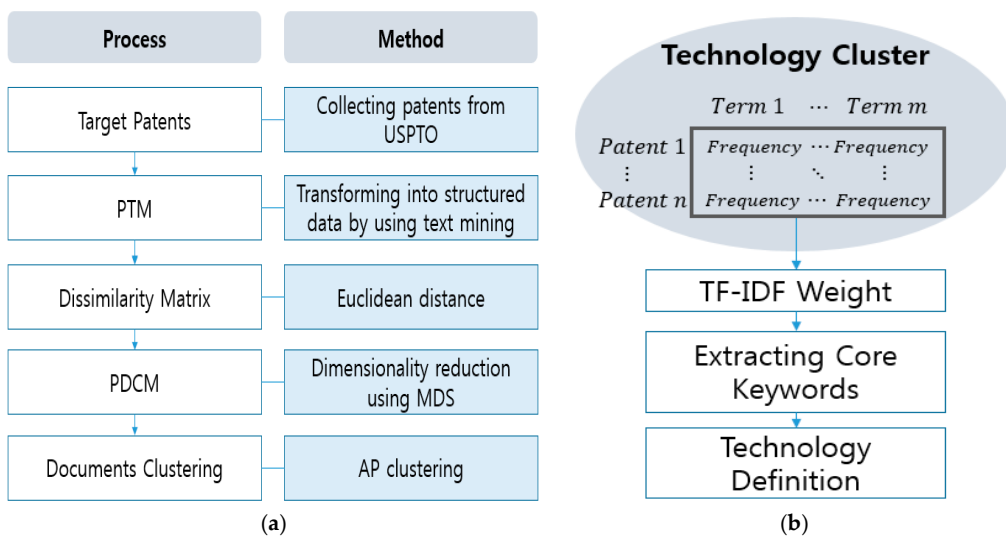 Process
Method
Target Patents
Collecting patents from
USPTO
PTM
Transforming into structured
data by using text mining
Dissimilarity Matrix
Euclidean distance
PDCM
Dimensionality reduction
using MDS
Documents Clustering
AP clustering
(a)
Technology Cluster
Term 1 ⋯ Term m
Patent 1 Frequency ⋯ Frequency
⋮ ⋮ ⋱ ⋮
Patent n Frequency ⋯ Frequency
TF-IDF Weight
Extracting Core
Keywords
Technology
Definition
(b)